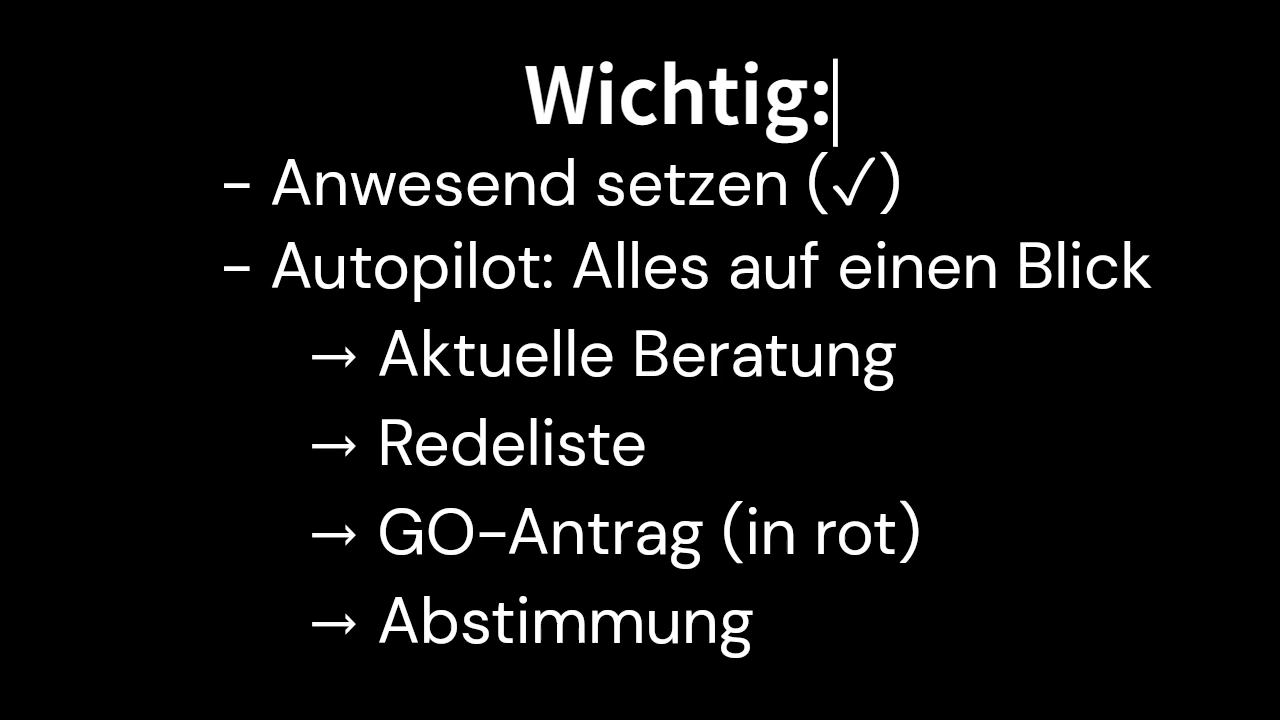 Wichtig:
- Anwesend setzen (✓)
- Autopilot: Alles auf einen Blick
→ Aktuelle Beratung
→ Redeliste
→ GO-Antrag (in rot)
→ Abstimmung